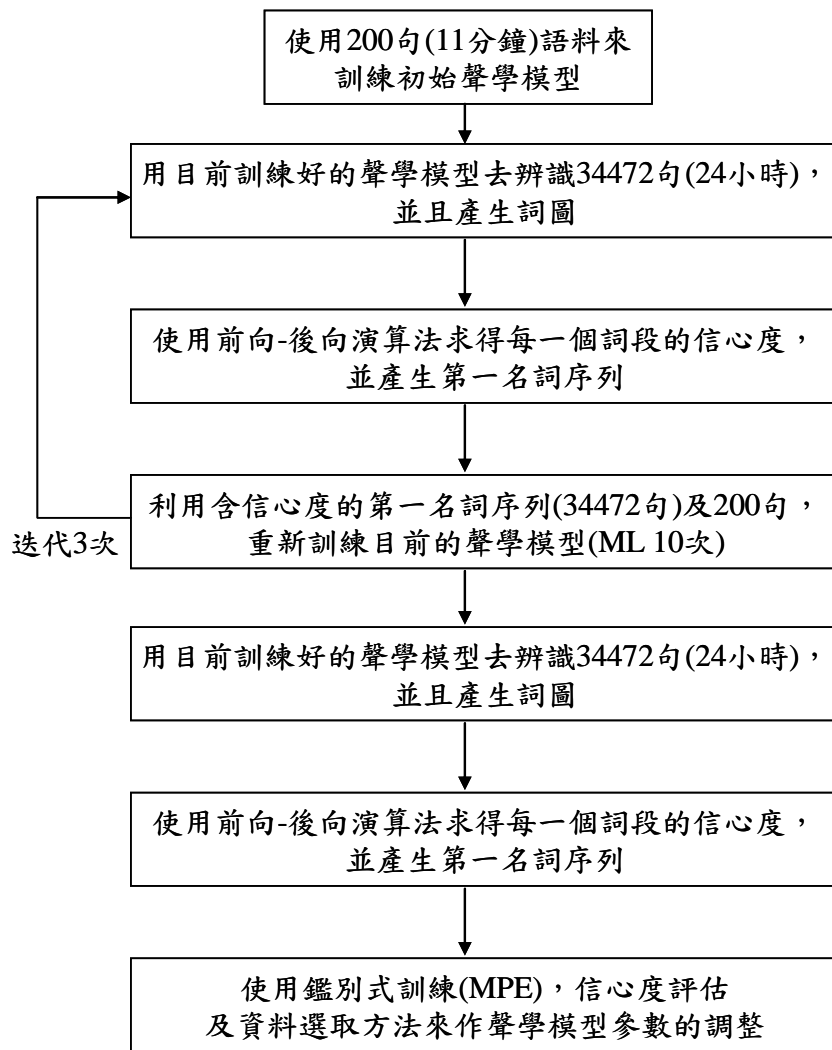 使用200句(11分鐘)語料來
訓練初始聲學模型
用目前訓練好的聲學模型去辨識34472句(24小時)，
並且產生詞圖
使用前向-後向演算法求得每一個詞段的信心度，
並產生第一名詞序列
利用含信心度的第一名詞序列(34472句)及200句，
重新訓練目前的聲學模型(ML 10次)
迭代3次
用目前訓練好的聲學模型去辨識34472句(24小時)，
並且產生詞圖
使用前向-後向演算法求得每一個詞段的信心度，
並產生第一名詞序列
使用鑑別式訓練(MPE)，信心度評估
及資料選取方法來作聲學模型參數的調整